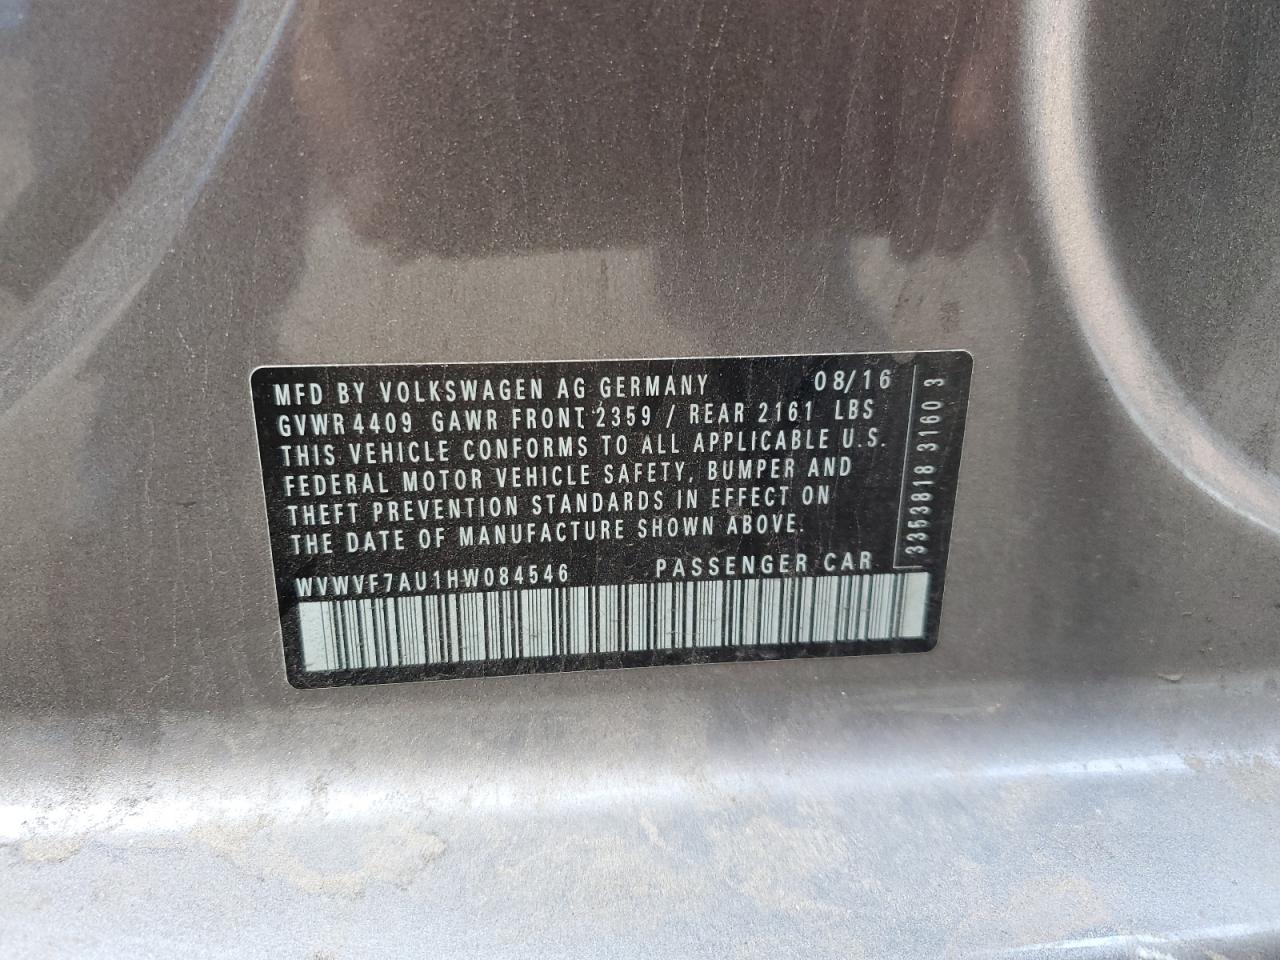 MFD BY VOLKSWAGEN AG GERMANY 08/16
GVWR 4409 GAWR FRONT 2359 / REAR 2161 LBS
THIS VEHICLE CONFORMS TO ALL APPLICABLE U.S.
FEDERAL MOTOR VEHICLE SAFETY, BUMPER AND
THEFT PREVENTION STANDARDS IN EFFECT ON
THE DATE OF MANUFACTURE SHOWN ABOVE.
WVWVF7AU1HW084546 PASSENGER CAR
3353818 31603